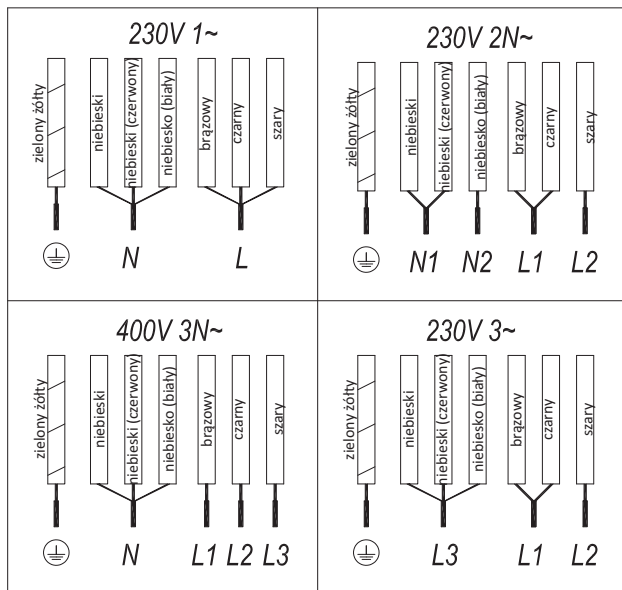 230V 1~
zielony żółty
niebieski
niebieski (czerwony)
niebiesko (biały)
brązowy
czarny
szary
N
L
230V 2N~
zielony żółty
niebieski
niebieski (czerwony)
niebiesko (biały)
brązowy
czarny
szary
N1
N2
L1
L2
400V 3N~
zielony żółty
niebieski
niebieski (czerwony)
niebiesko (biały)
brązowy
czarny
szary
N
L1
L2
L3
230V 3~
zielony żółty
niebieski
niebieski (czerwony)
niebiesko (biały)
brązowy
czarny
szary
L3
L1
L2